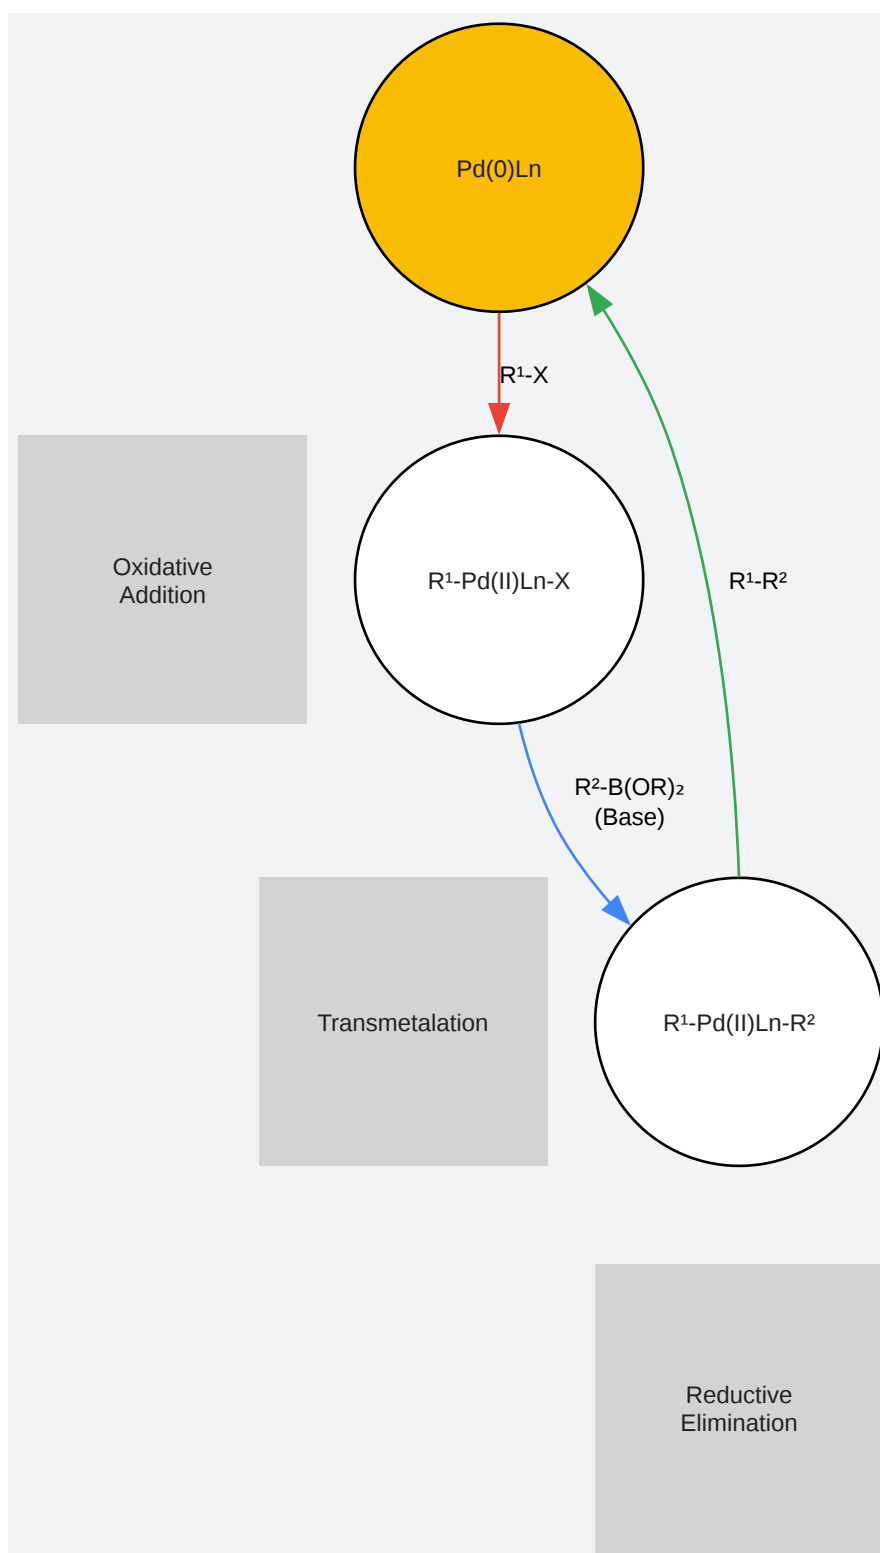 Pd(0)Ln
R¹-X
Oxidative
Addition
R¹-Pd(II)Ln-X
R¹-R²
R²-B(OR)₂
(Base)
Transmetalation
R¹-Pd(II)Ln-R²
Reductive
Elimination